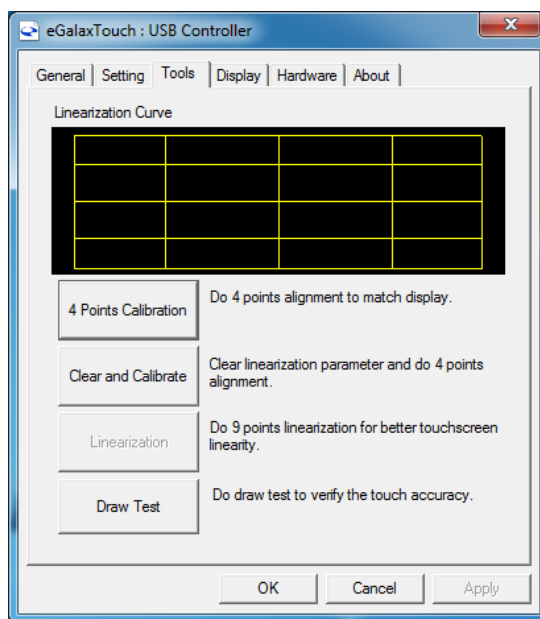 eGalaxTouch : USB Controller
General Setting Tools Display Hardware About
Linearization Curve
4 Points Calibration
Do 4 points alignment to match display.
Clear and Calibrate
Clear linearization parameter and do 4 points
alignment.
Linearization
Do 9 points linearization for better touchscreen
linearity.
Draw Test
Do draw test to verify the touch accuracy.
OK Cancel Apply